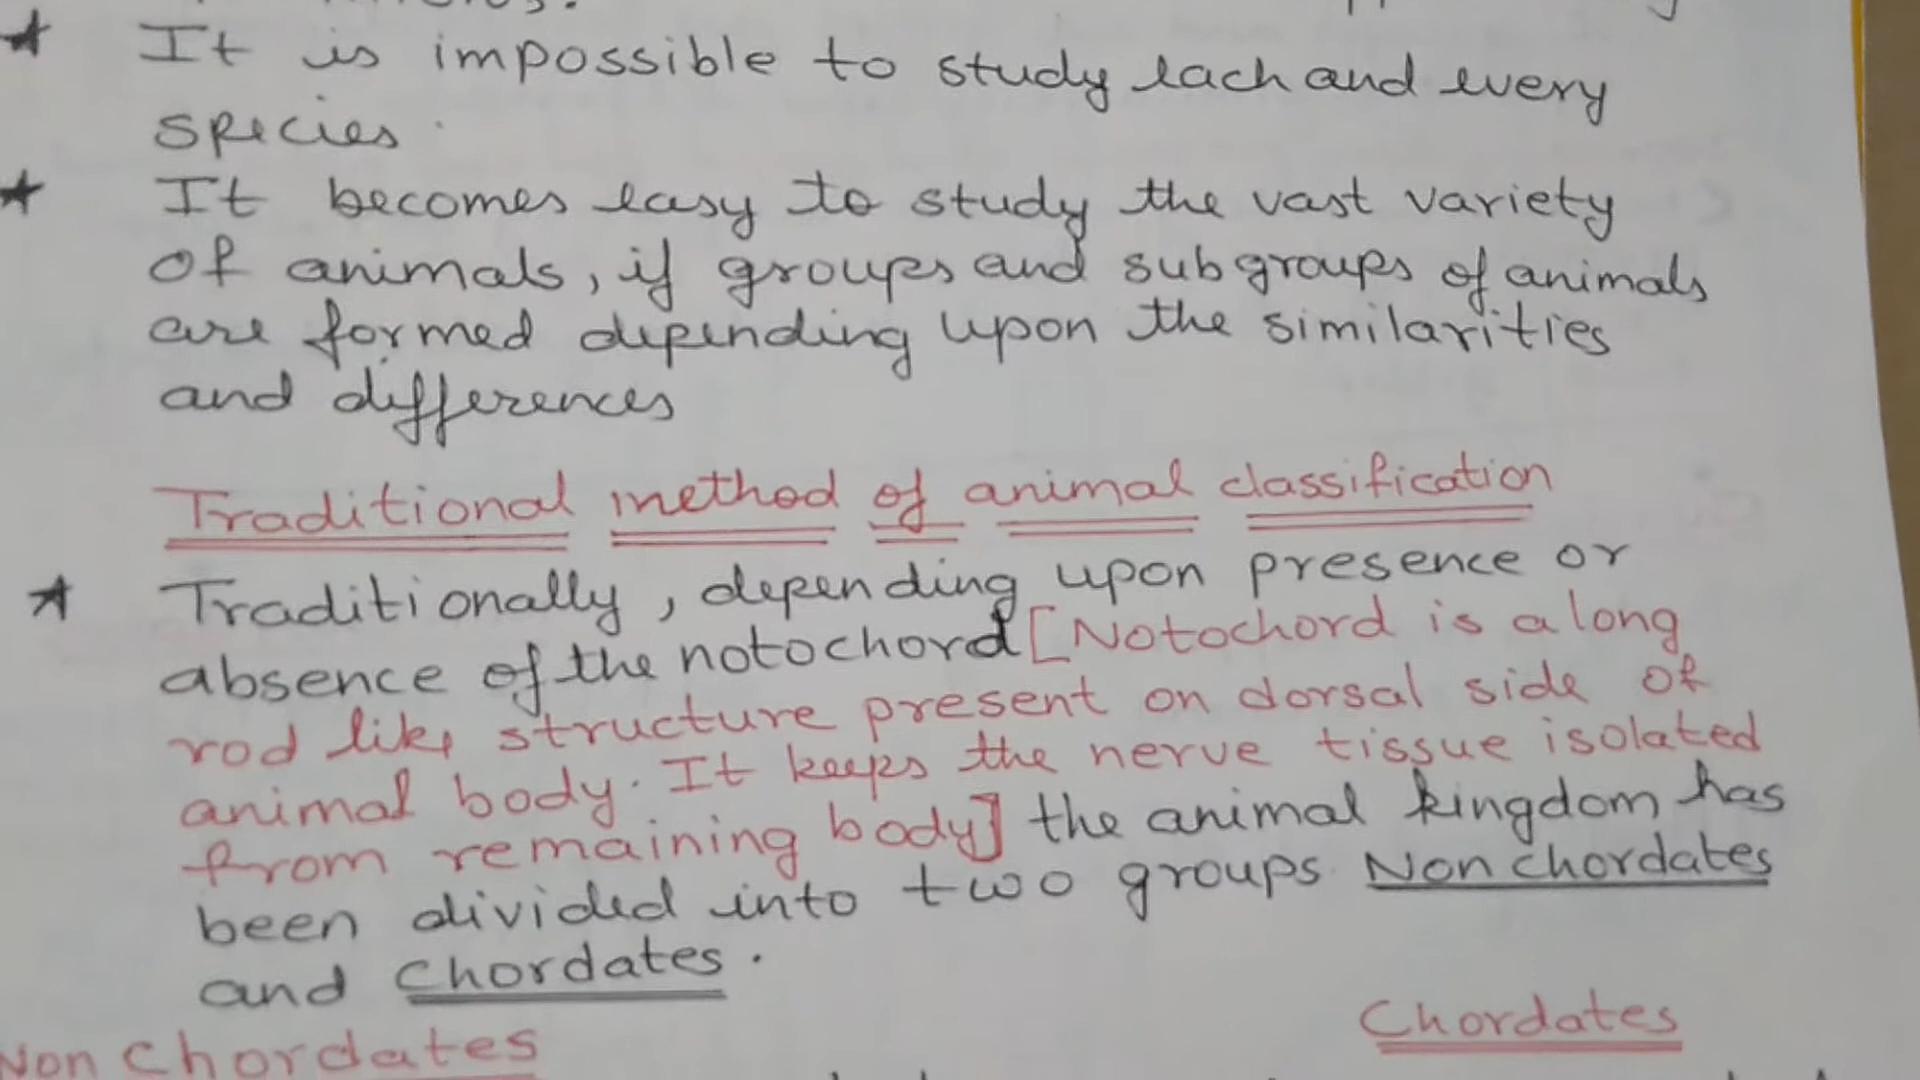 ★ It is impossible to study each and every
species.
★ It becomes easy to study the vast variety
of animals, if groups and subgroups of animals
are formed depending upon the similarities
and differences
Traditional method of animal classification
★ Traditionally, depending upon presence or
absence of the notochord [Notochord is a long
rod like structure present on dorsal side of
animal body. It keeps the nerve tissue isolated
from remaining body] the animal kingdom has
been divided into two groups Non chordates
and Chordates.
Non Chordates Chordates